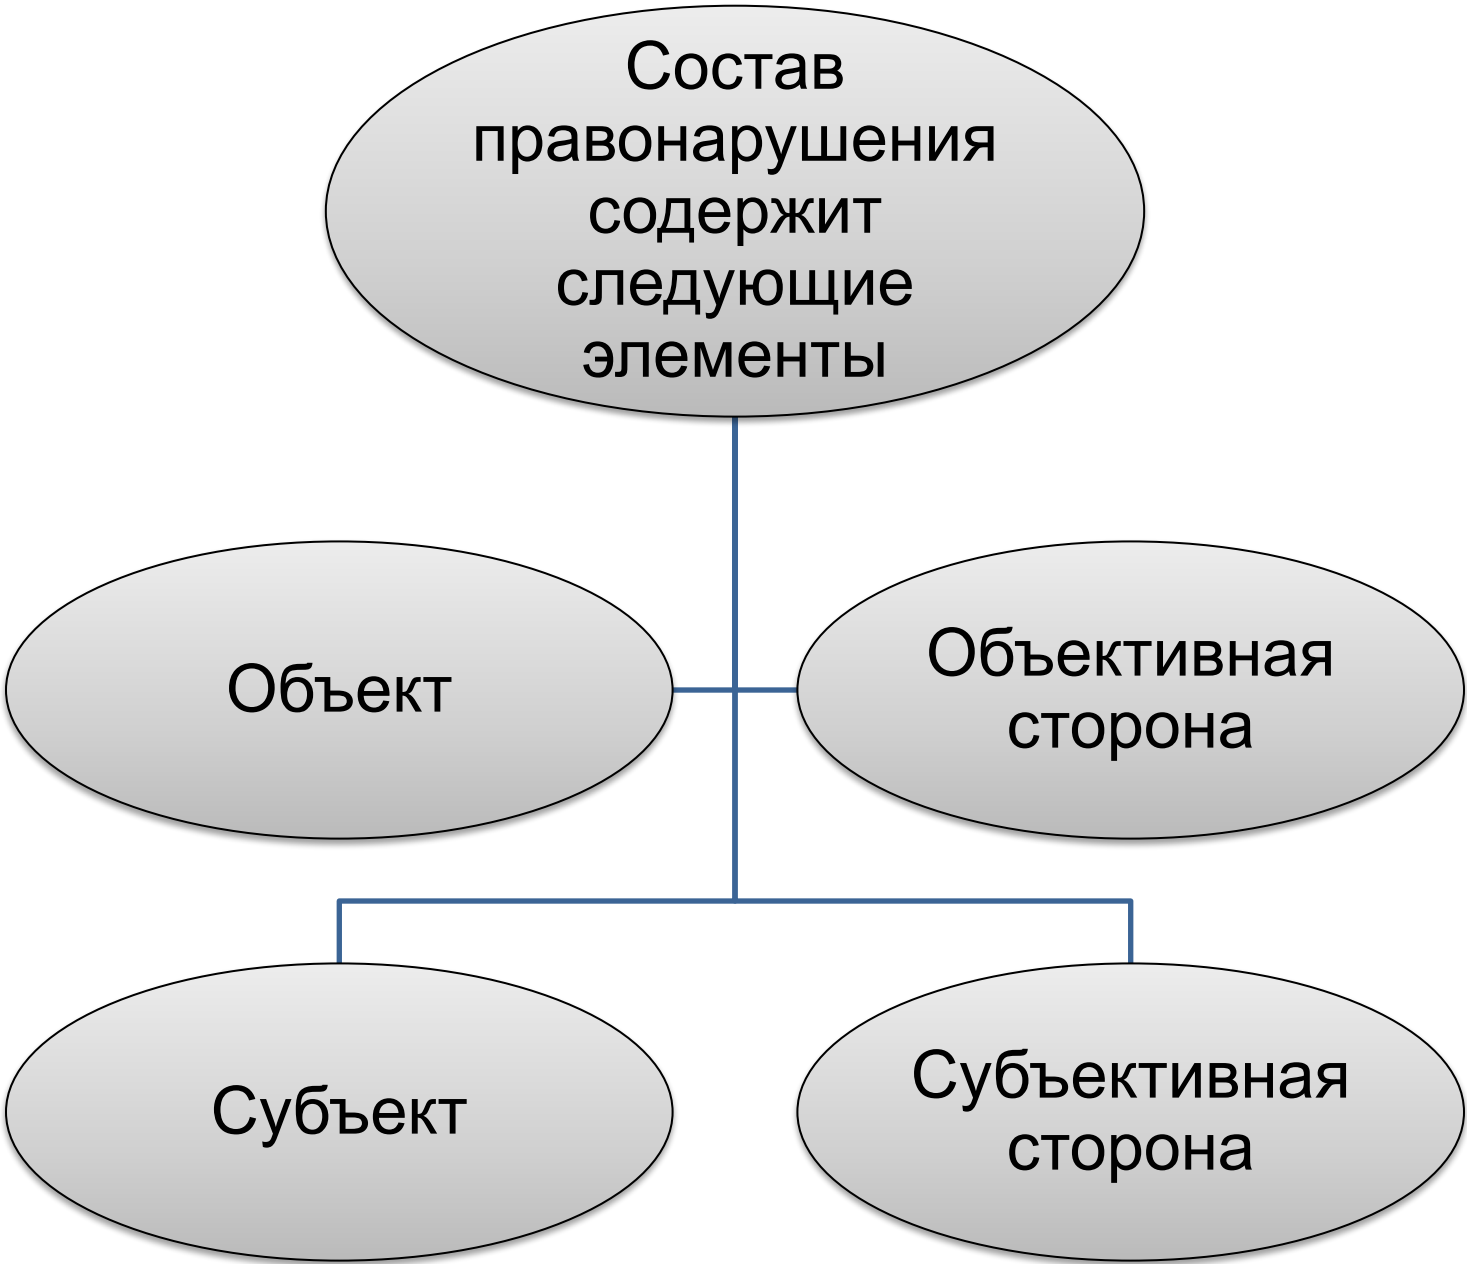 Состав
правонарушения
содержит
следующие
элементы
Объект
Объективная
сторона
Субъект
Субъективная
сторона